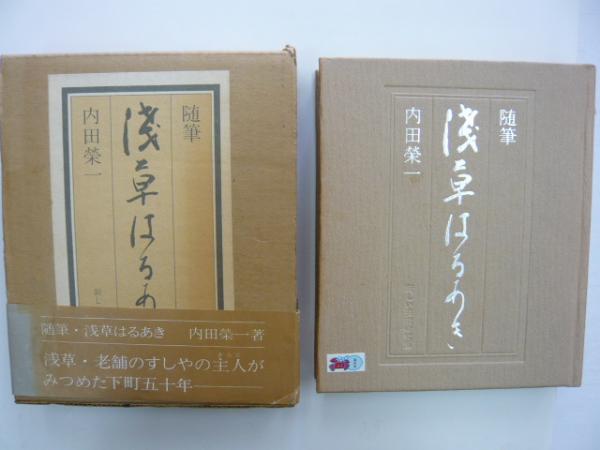 随筆
浅草はるあ
内田榮一
随筆・浅草はるあき 内田榮一著
浅草・老舗のすしやの主人が
みつめた下町五十年──
随筆
浅草はるあき
内田榮一